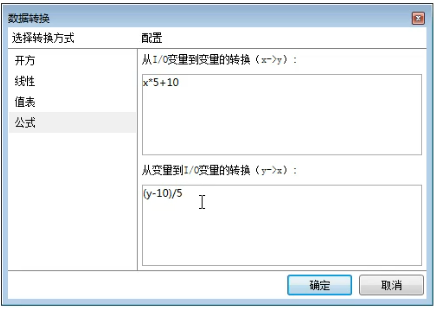 数据转换
选择转换方式
配置
开方
线性
值表
公式
从I/O变量到变量的转换（x->y）：
x*5+10
从变量到I/O变量的转换（y->x）：
(y-10)/5
确定
取消